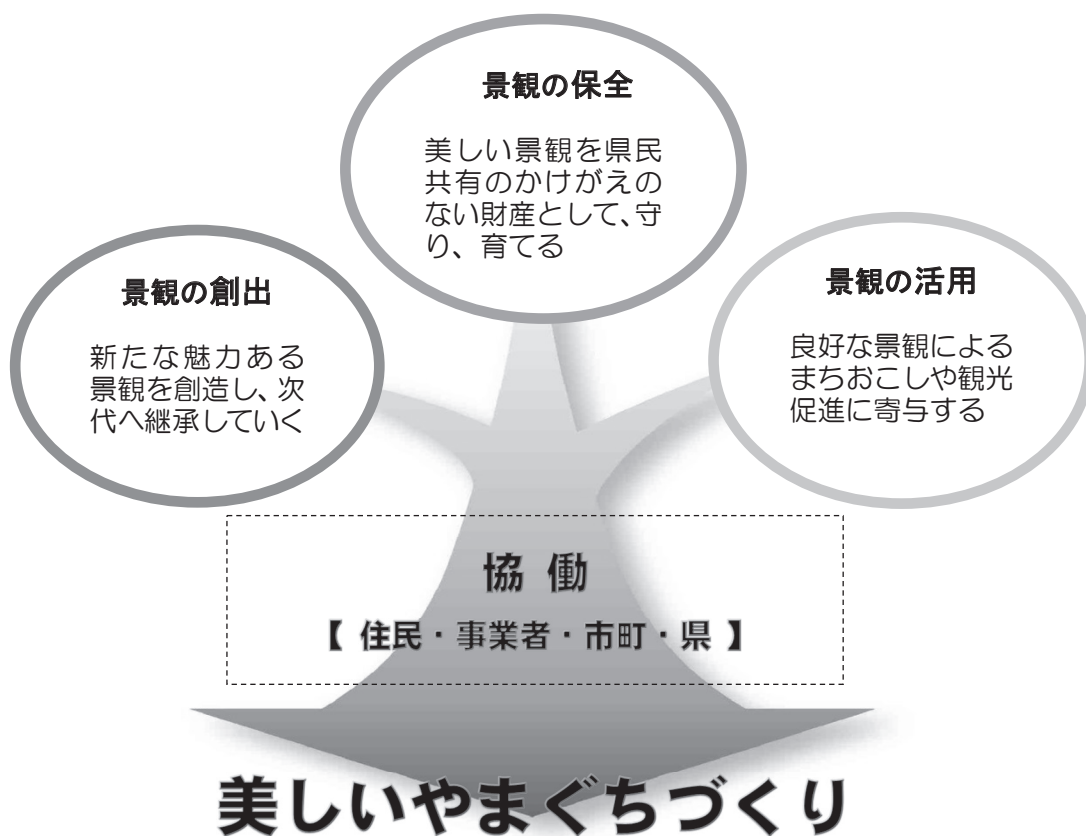 景観の保全
美しい景観を県民
共有のかけがえの
ない財産として、守
り、育てる
景観の創出
新たな魅力ある
景観を創造し、次
代へ継承していく
景観の活用
良好な景観による
まちおこしや観光
促進に寄与する
協 働
【 住民・事業者・市町・県 】
美しいやまぐちづくり